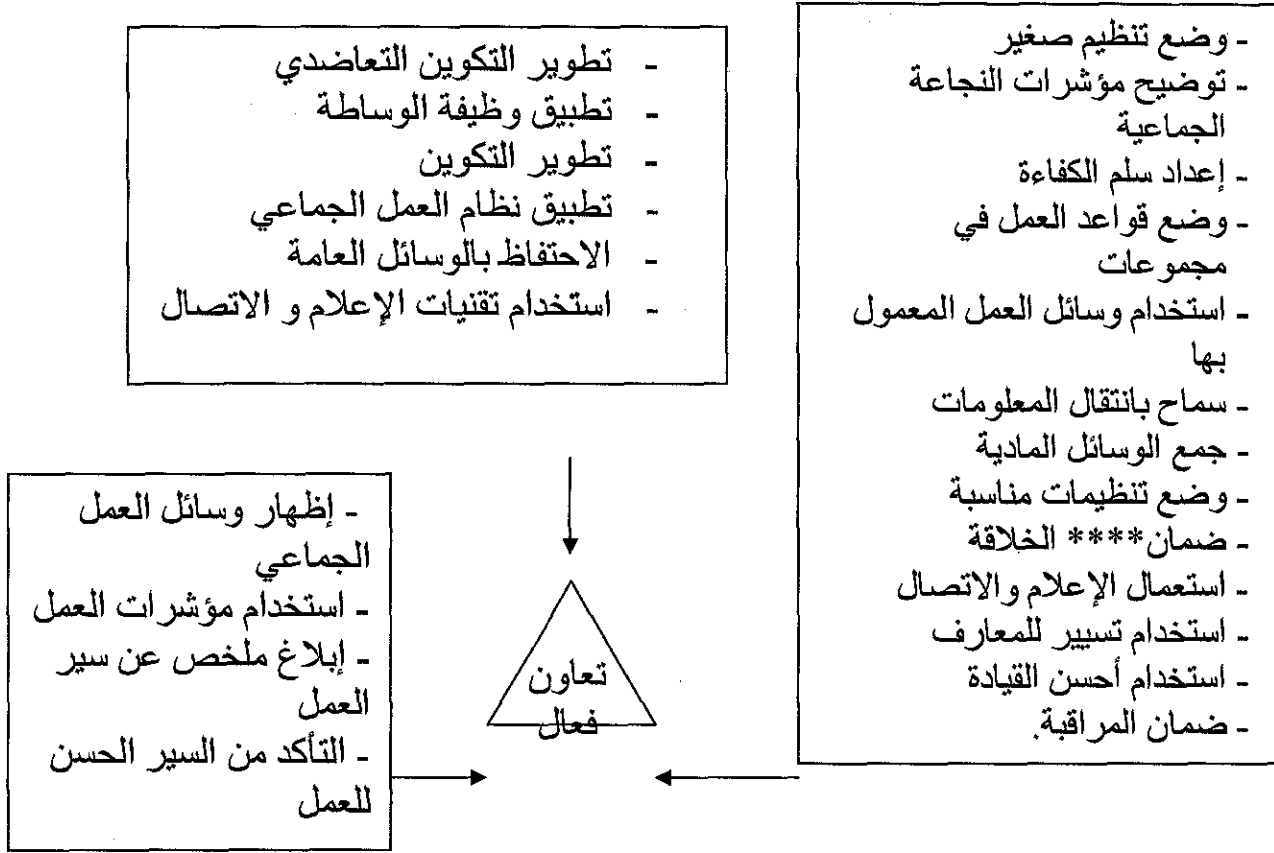 - وضع تنظيم صغير
- توضيح مؤشرات النجاعة
الجماعية
- إعداد سلم الكفاءة
- وضع قواعد العمل في
مجموعات
- استخدام وسائل العمل المعمول
بها
- سماح بانتقال المعلومات
- جمع الوسائل المادية
- وضع تنظيمات مناسبة
- ضمان**** الخلاقة
- استعمال الإعلام والاتصال
- استخدام تسيير للمعارف
- استخدام أحسن القيادة
- ضمان المراقبة.
- تطوير التكوين التعاضدي
- تطبيق وظيفة الوساطة
- تطوير التكوين
- تطبيق نظام العمل الجماعي
- الاحتفاظ بالوسائل العامة
- استخدام تقنيات الإعلام و الاتصال
- إظهار وسائل العمل
الجماعي
- استخدام مؤشرات العمل
- إبلاغ ملخص عن سير
العمل
- التأكد من السير الحسن
للعمل
تعاون
فعال